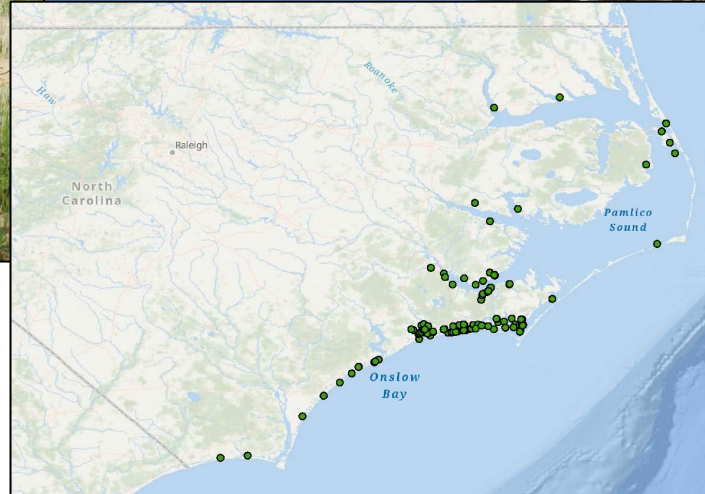 Roanoke
Haw
Raleigh
North
Carolina
Pamlico
Sound
Onslow
Bay